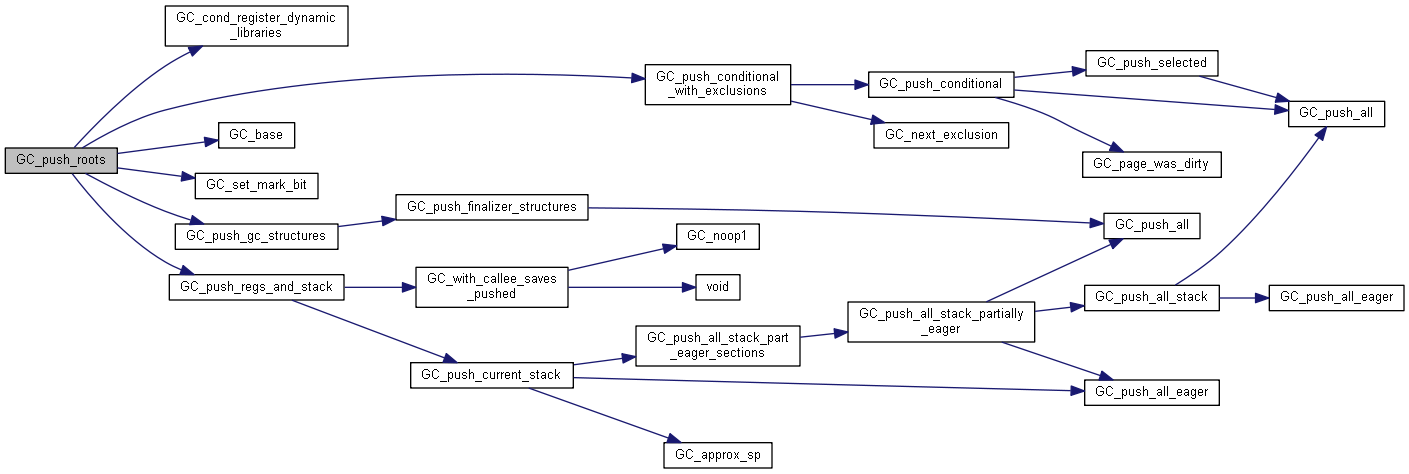 GC_cond_register_dynamic
_libraries
GC_push_conditional
_with_exclusions
GC_push_conditional
GC_push_selected
GC_push_all
GC_next_exclusion
GC_page_was_dirty
GC_base
GC_push_roots
GC_set_mark_bit
GC_push_gc_structures
GC_push_finalizer_structures
GC_push_all
GC_push_regs_and_stack
GC_with_callee_saves
_pushed
GC_noop1
void
GC_push_current_stack
GC_push_all_stack_part
_eager_sections
GC_push_all_stack_partially
_eager
GC_push_all_stack
GC_push_all_eager
GC_push_all_eager
GC_approx_sp